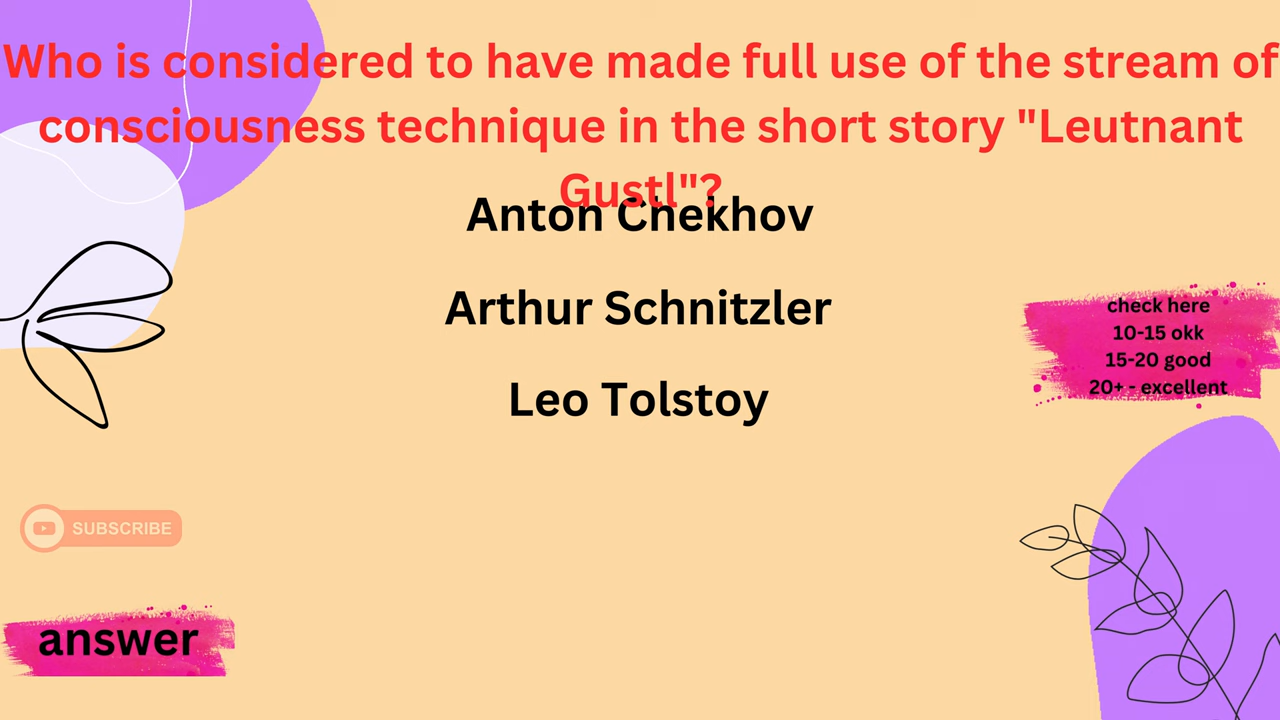 Who is considered to have made full use of the stream of
consciousness technique in the short story "Leutnant
Gustl"?
Anton Chekhov
Arthur Schnitzler
Leo Tolstoy
check here
10-15 okk
15-20 good
20+ - excellent
SUBSCRIBE
answer